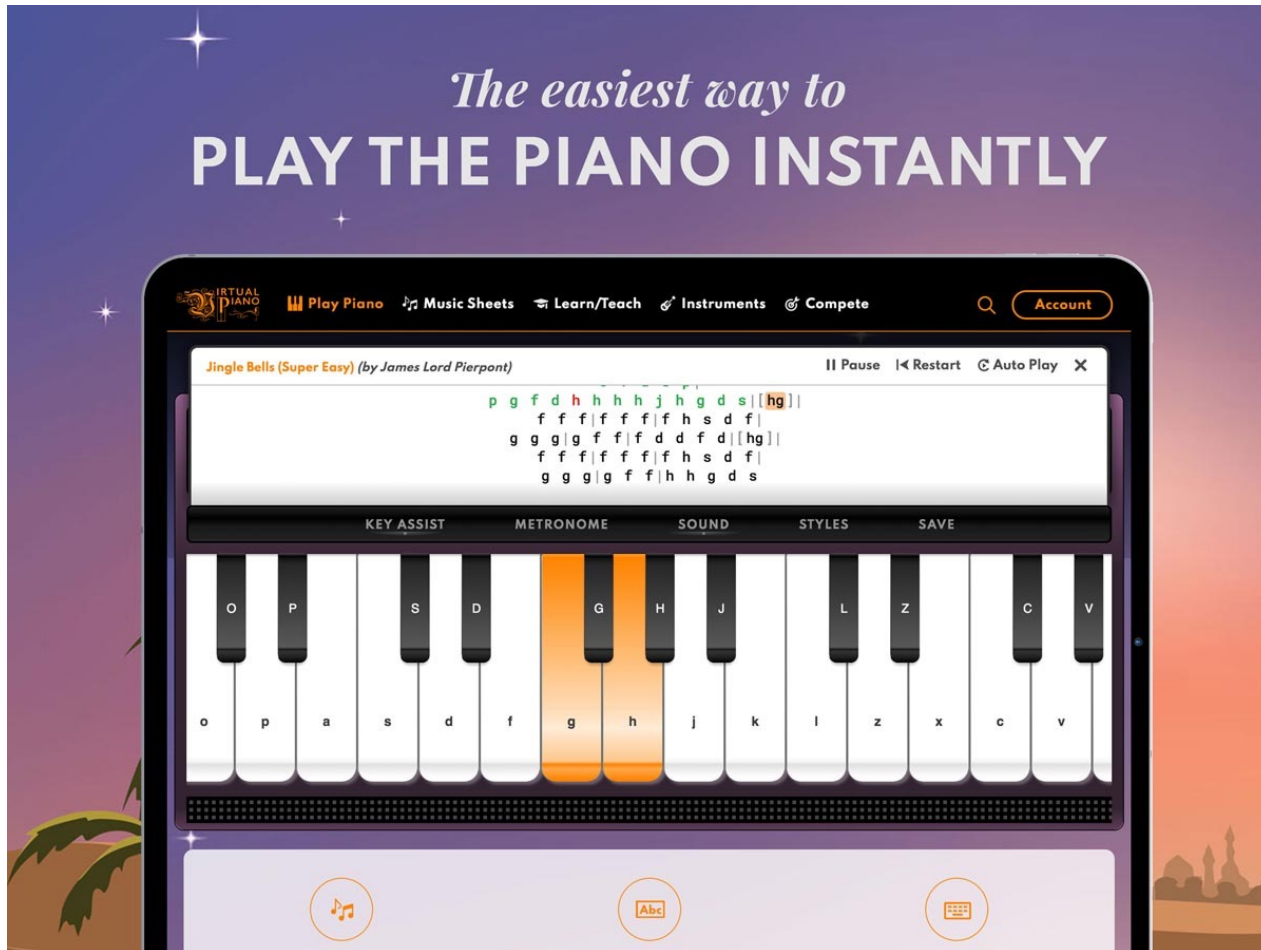 The easiest way to
PLAY THE PIANO INSTANTLY
VIRTUAL PIANO Play Piano Music Sheets Learn/Teach Instruments Compete Account
Jingle Bells (Super Easy) (by James Lord Pierpont) Pause Restart Auto Play X
p g f d h h h h j h g d s|[hg]|
f f f|f f f|f h s d f|
g g g|g f f|f d d f d|[hg]|
f f f|f f f|f h s d f|
g g g|g f f|h h g d s
KEY ASSIST METRONOME SOUND STYLES SAVE
O P S D G H J L Z C V
o p a s d f g h j k l z x c v
Abc